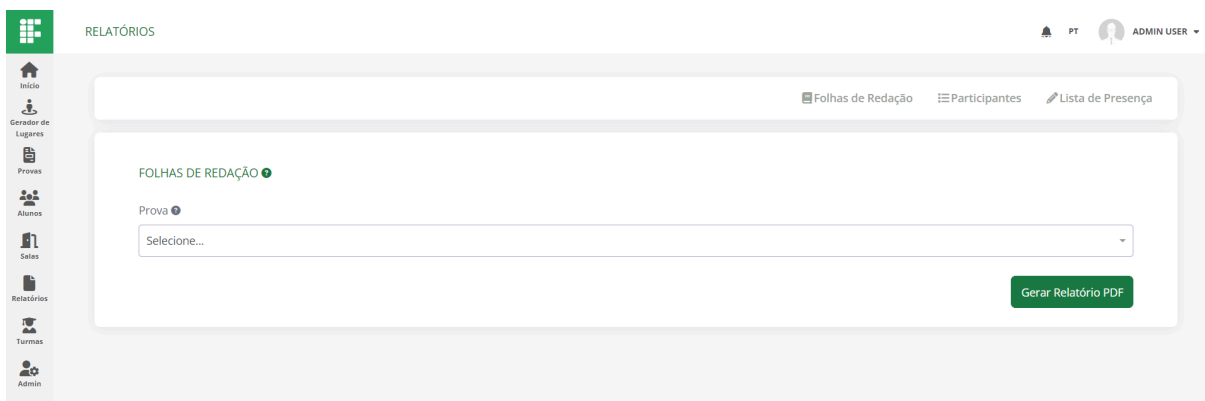 RELATÓRIOS
PT
ADMIN USER
Início
Gerador de
Lugares
Provas
Alunos
Salas
Relatórios
Turmas
Admin
Folhas de Redação
Participantes
Lista de Presença
FOLHAS DE REDAÇÃO ?
Prova ?
Selecione...
Gerar Relatório PDF